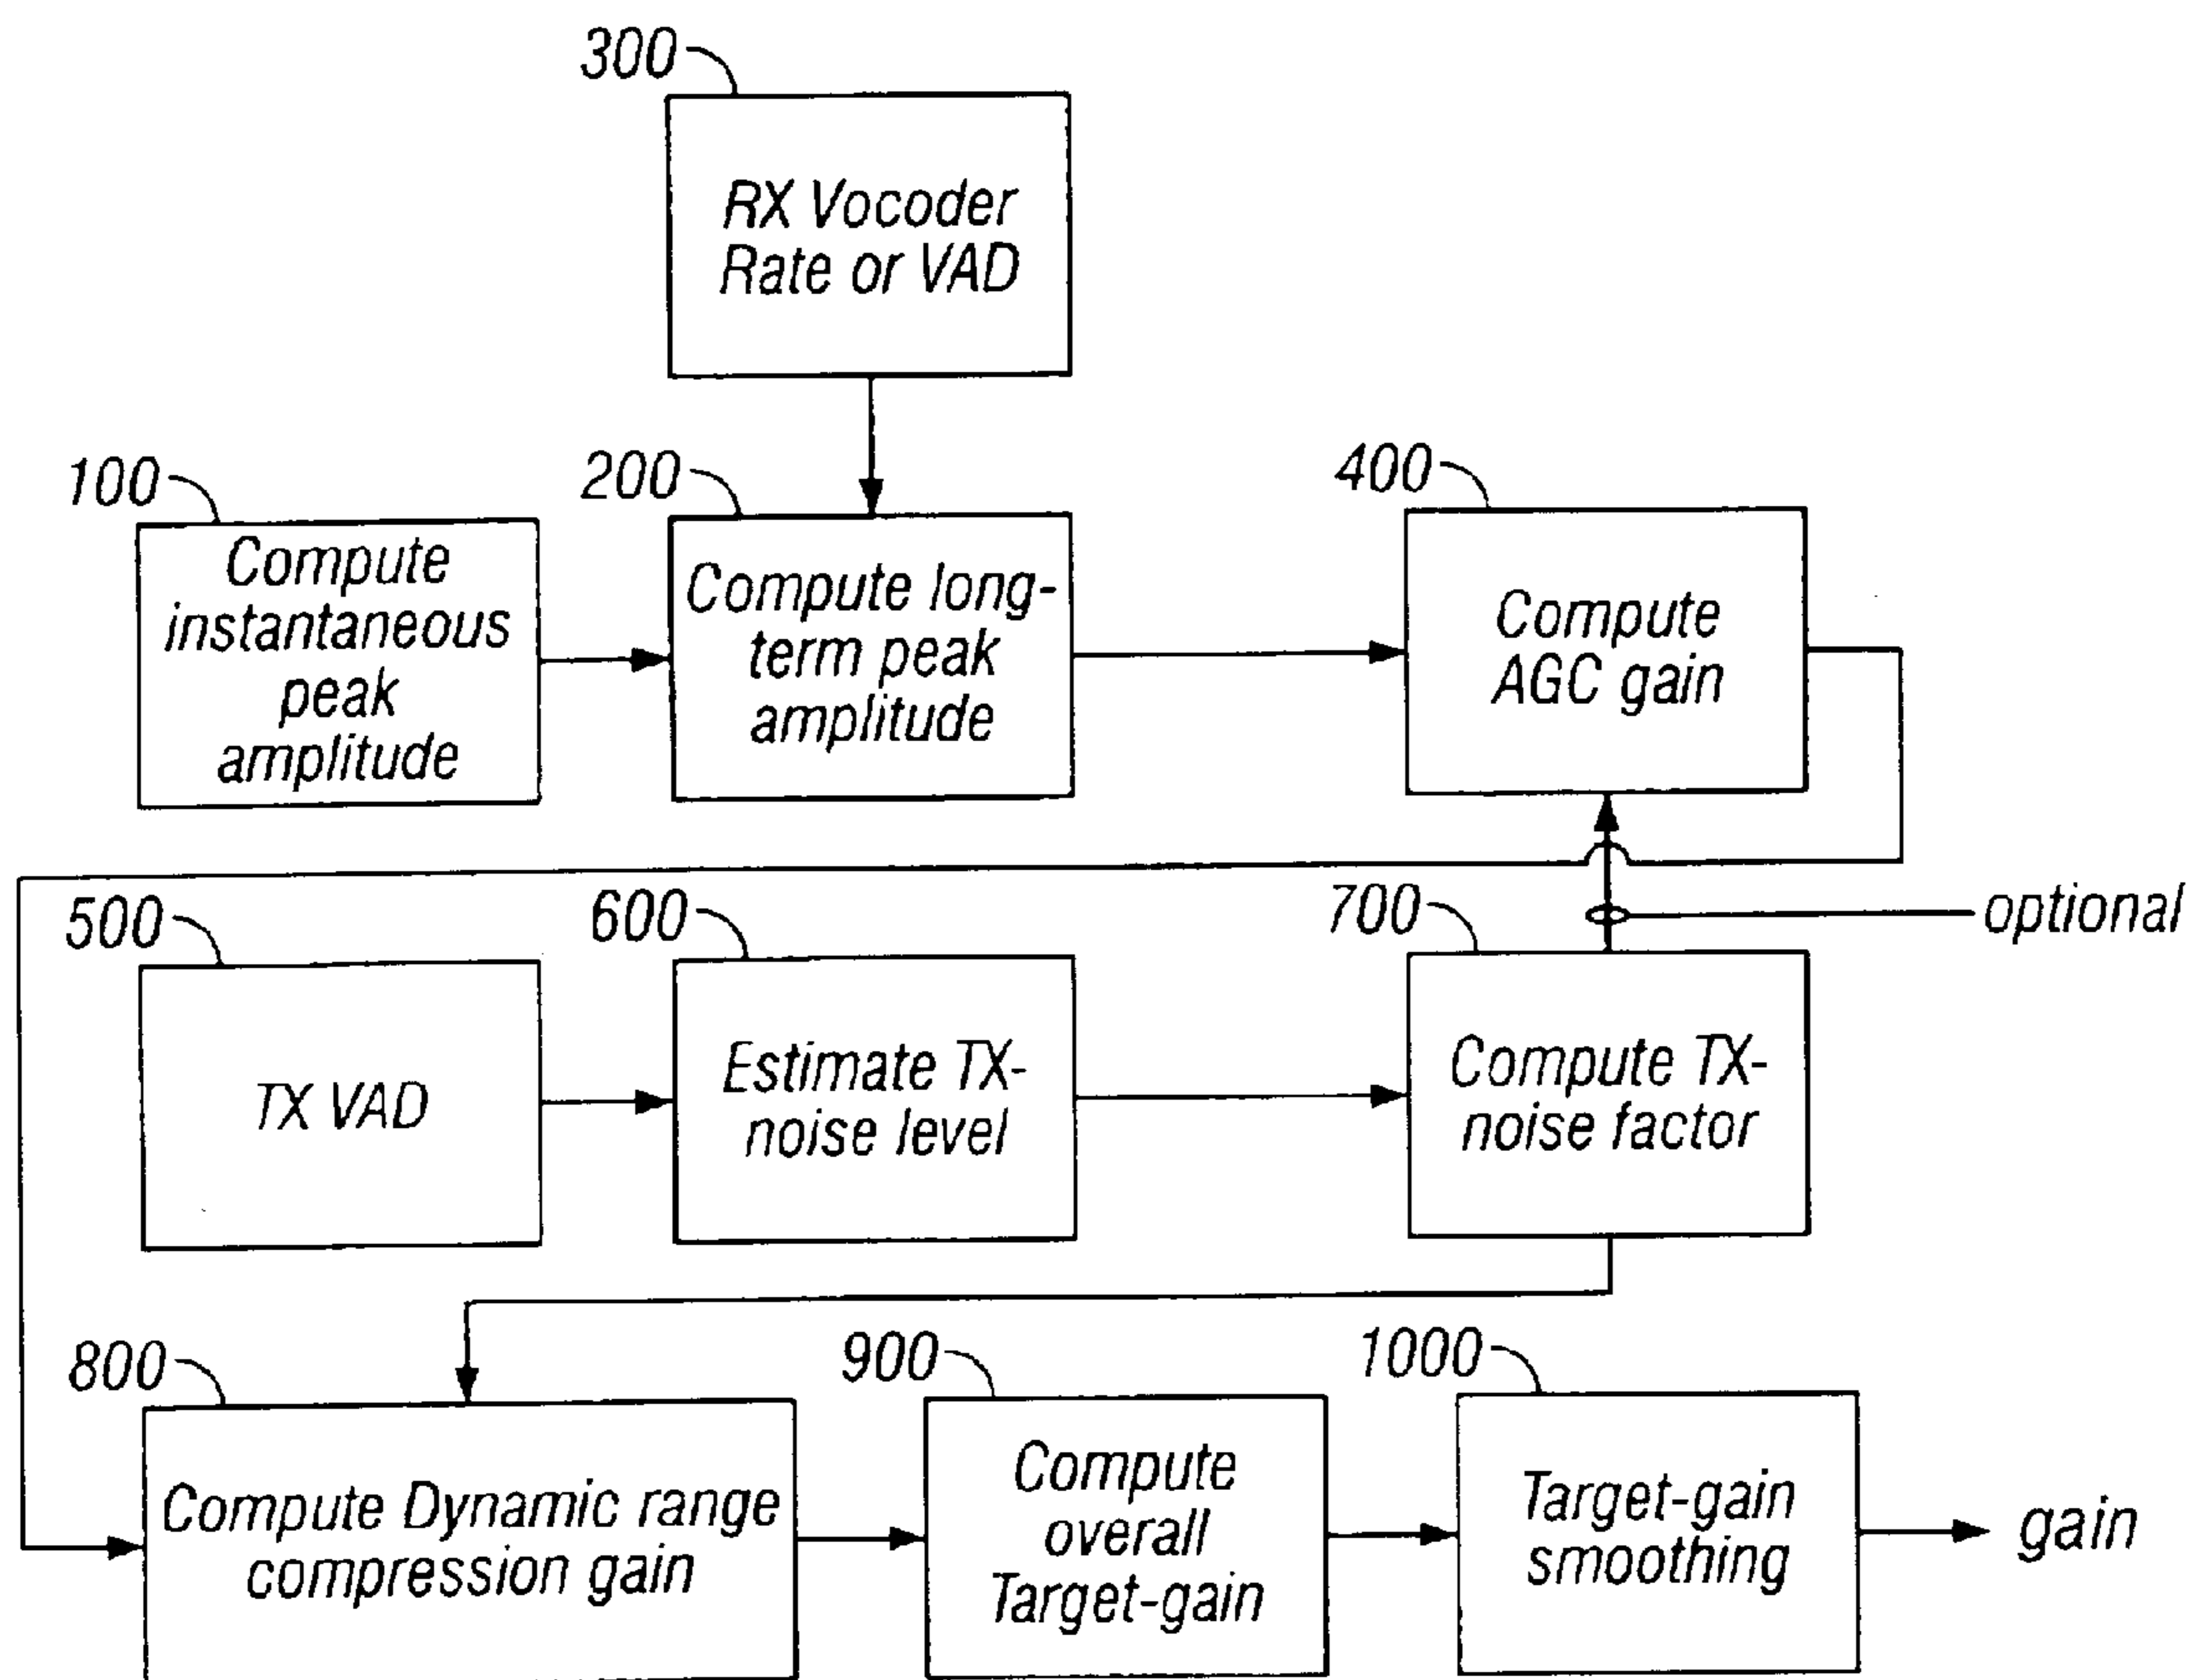 300
RX Vocoder
Rate or VAD
100
Compute
instantaneous
peak
amplitude
200
Compute long-
term peak
amplitude
400
Compute
AGC gain
optional
500
TX VAD
600
Estimate TX-
noise level
700
Compute TX-
noise factor
800
Compute Dynamic range
compression gain
900
Compute
overall
Target-gain
1000
Target-gain
smoothing
gain